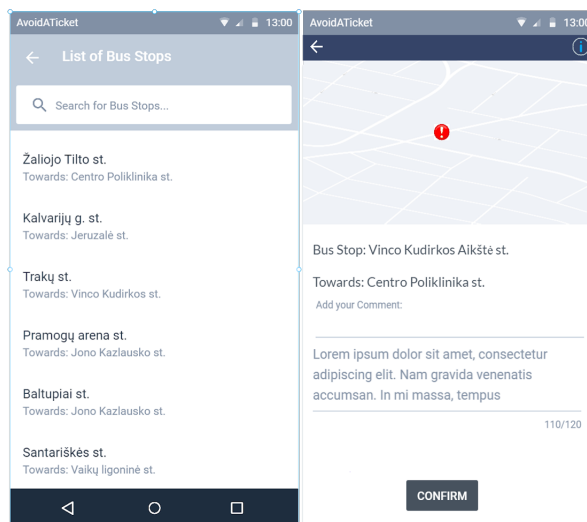 AvoidATicket 13:00
List of Bus Stops
Search for Bus Stops...
Žaliojo Tilto st.
Towards: Centro Poliklinika st.
Kalvarijų g. st.
Towards: Jeruzalė st.
Trakų st.
Towards: Vinco Kudirkos st.
Pramogų arena st.
Towards: Jono Kazlausko st.
Baltupiai st.
Towards: Jono Kazlausko st.
Santariškės st.
Towards: Vaikų ligoninė st.
AvoidATicket 13:00
Bus Stop: Vinco Kudirkos Aikštė st.
Towards: Centro Poliklinika st.
Add your Comment:
Lorem ipsum dolor sit amet, consectetur
adipiscing elit. Nam gravida venenatis
accumsan. In mi massa, tempus
110/120
CONFIRM